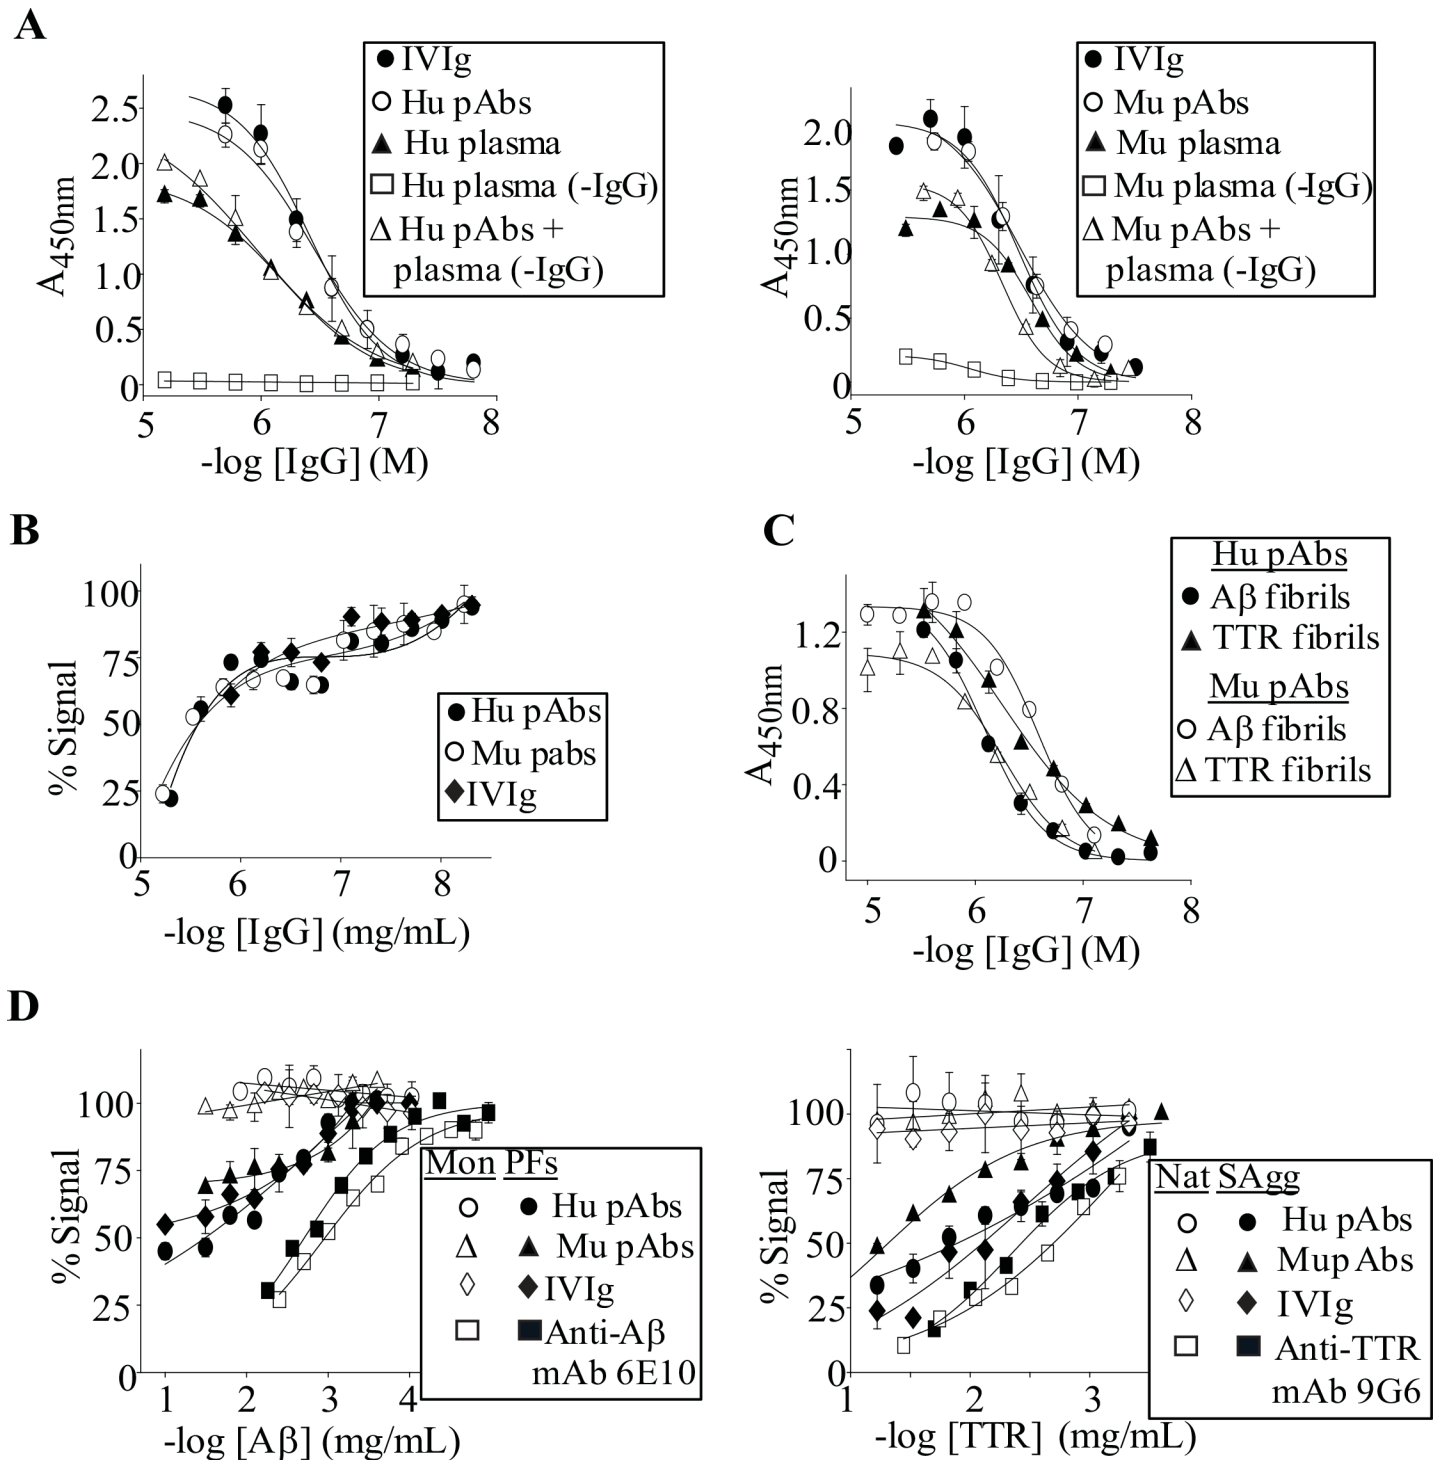 A
IVIg
Hu pAbs
Hu plasma
Hu plasma (-IgG)
Hu pAbs +
plasma (-IgG)
2.5
2.0
1.5
1.0
0.5
0
A450nm
5 6 7 8
-log [IgG] (M)
IVIg
Mu pAbs
Mu plasma
Mu plasma (-IgG)
Mu pAbs +
plasma (-IgG)
2.0
1.5
1.0
0.5
0
A450nm
5 6 7 8
-log [IgG] (M)
B
100
75
50
25
0
% Signal
Hu pAbs
Mu pabs
IVIg
5 6 7 8
-log [IgG] (mg/mL)
C
Hu pAbs
Aβ fibrils
TTR fibrils
Mu pAbs
Aβ fibrils
TTR fibrils
1.2
0.8
0.4
0
A450nm
5 6 7 8
-log [IgG] (M)
D
100
75
50
25
0
% Signal
Mon PFs
Hu pAbs
Mu pAbs
IVIg
Anti-Aβ
mAb 6E10
1 2 3 4
-log [Aβ] (mg/mL)
100
75
50
25
0
% Signal
Nat SAgg
Hu pAbs
Mup Abs
IVIg
Anti-TTR
mAb 9G6
1 2 3
-log [TTR] (mg/mL)